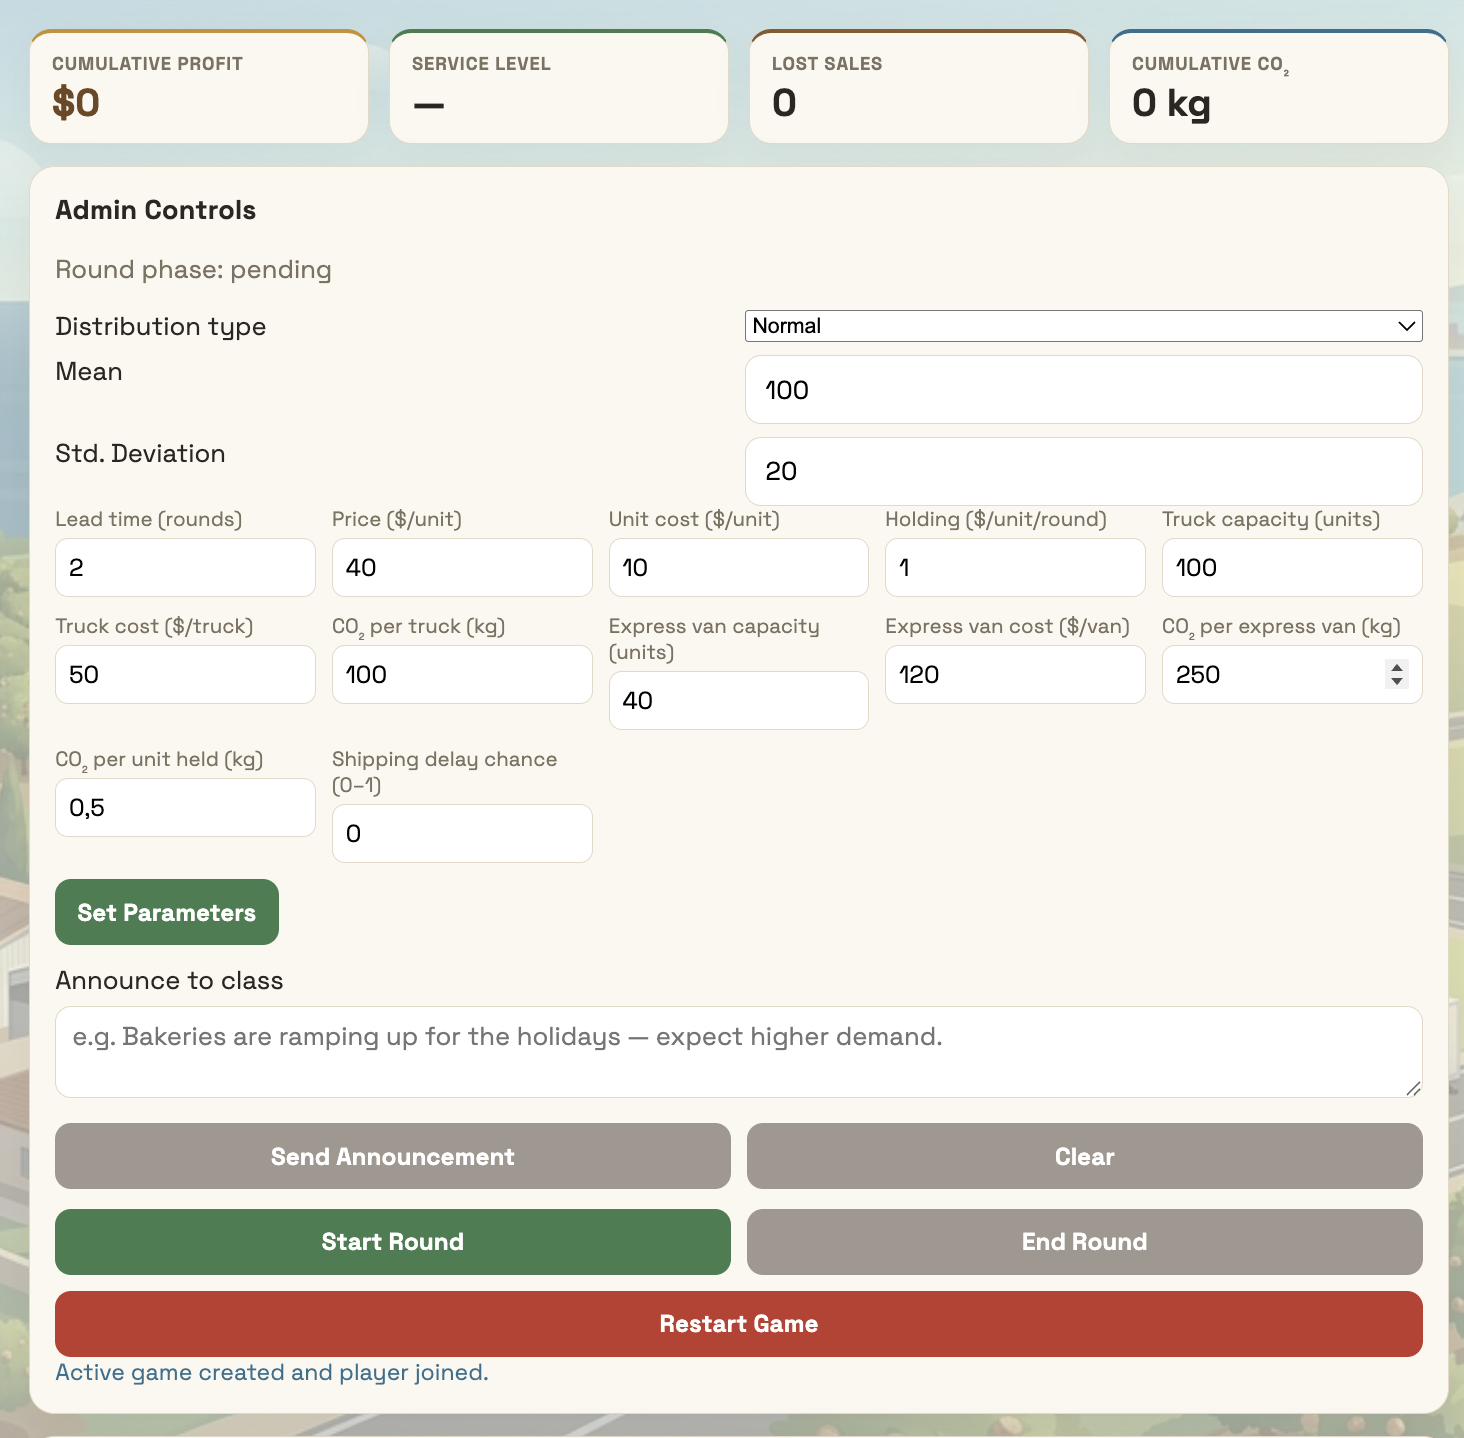 CUMULATIVE PROFIT
$0
SERVICE LEVEL
—
LOST SALES
0
CUMULATIVE CO₂
0 kg
Admin Controls
Round phase: pending
Distribution type
Normal
Mean
100
Std. Deviation
20
Lead time (rounds)
2
Price ($/unit)
40
Unit cost ($/unit)
10
Holding ($/unit/round)
1
Truck capacity (units)
100
Truck cost ($/truck)
50
CO₂ per truck (kg)
100
Express van capacity
(units)
40
Express van cost ($/van)
120
CO₂ per express van (kg)
250
CO₂ per unit held (kg)
0,5
Shipping delay chance
(0–1)
0
Set Parameters
Announce to class
e.g. Bakeries are ramping up for the holidays — expect higher demand.
Send Announcement
Clear
Start Round
End Round
Restart Game
Active game created and player joined.